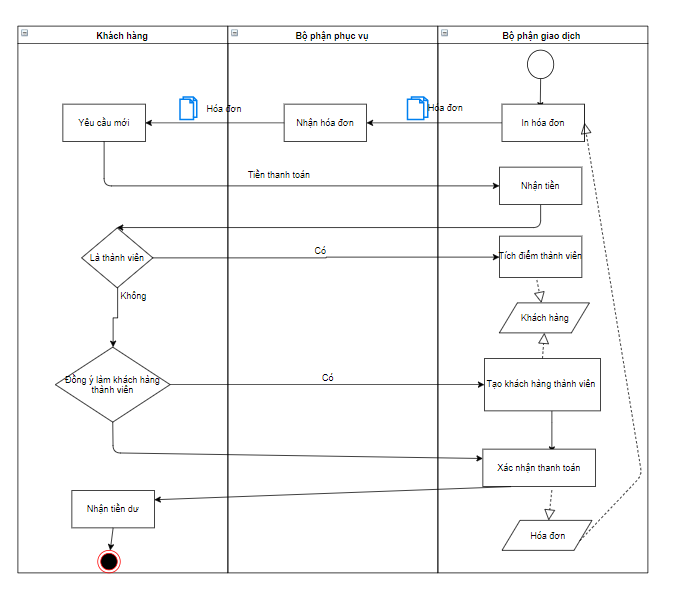 Khách hàng
Bộ phận phục vụ
Bộ phận giao dịch
Hóa đơn
Hóa đơn
Yêu cầu mới
Nhận hóa đơn
In hóa đơn
Tiền thanh toán
Nhận tiền
Là thành viên
Có
Tích điểm thành viên
Không
Khách hàng
Đồng ý làm khách hàng
thành viên
Có
Tạo khách hàng thành viên
Xác nhận thanh toán
Nhận tiền dư
Hóa đơn